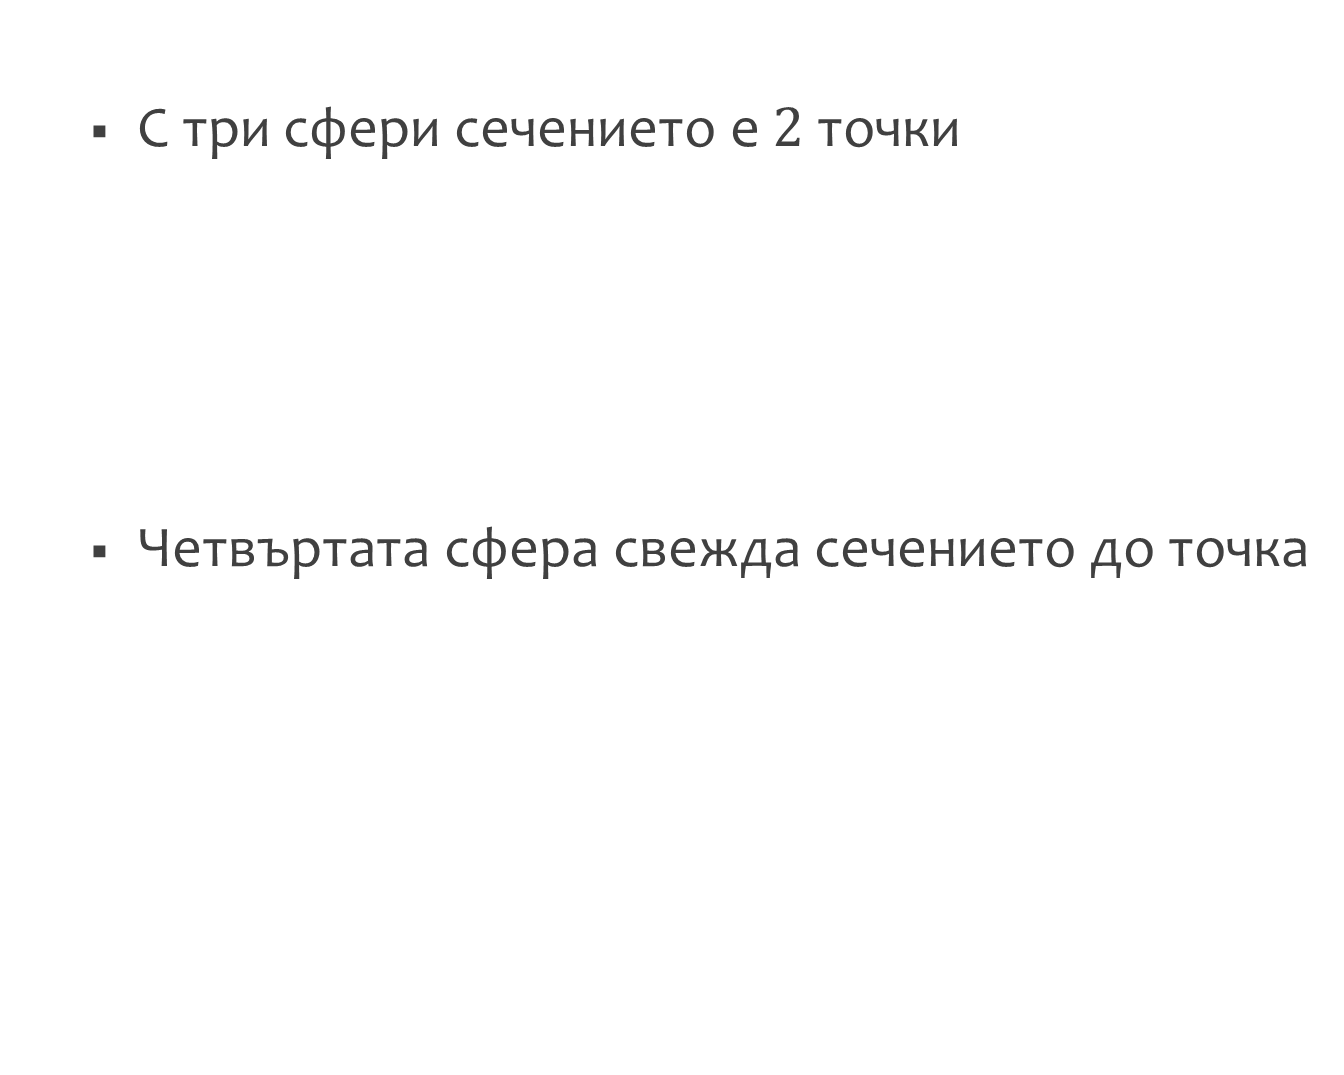 ▪ С три сфери сечението е 2 точки
▪ Четвъртата сфера свежда сечението до точка